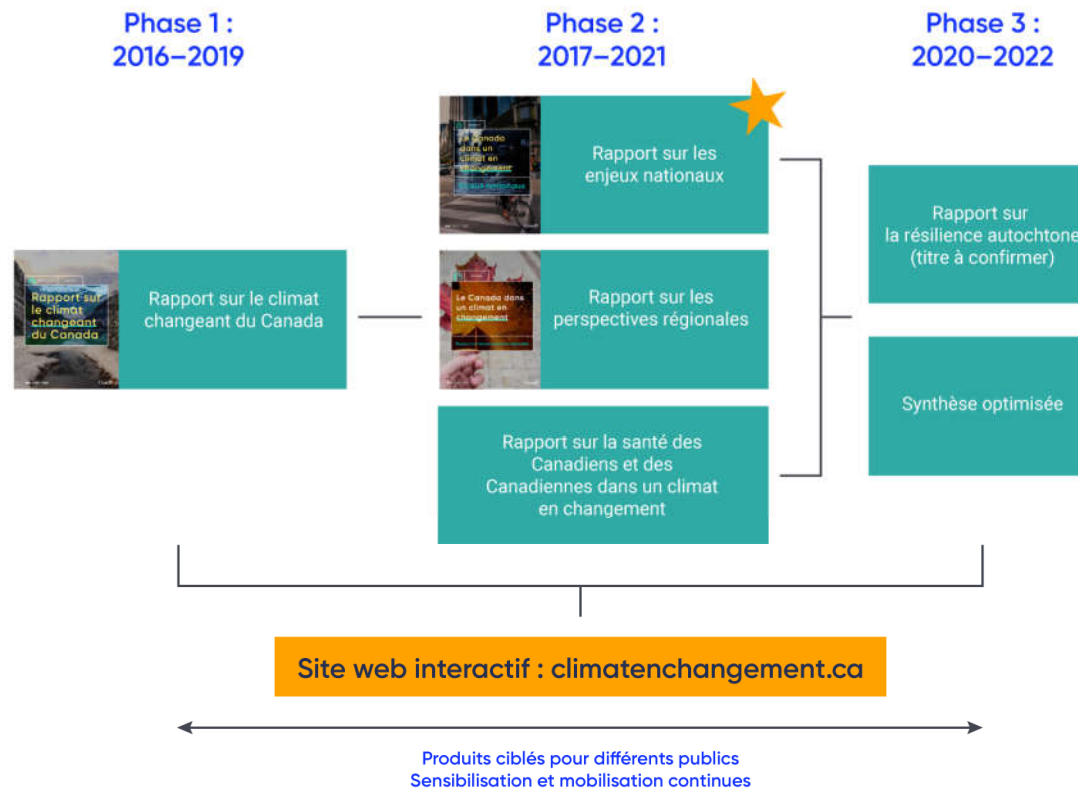 Phase 1 :
2016–2019
Phase 2 :
2017–2021
Phase 3 :
2020–2022
Rapport sur
le climat
changeant
du Canada
Rapport sur le climat
changeant du Canada
Le Canada
dans un
climat en
changement
Rapport sur les
enjeux nationaux
Le Canada dans
un climat en
changement
Rapport sur les
perspectives régionales
Rapport sur la santé des
Canadiens et des
Canadiennes dans un climat
en changement
Rapport sur
la résilience autochtone
(titre à confirmer)
Synthèse optimisée
Site web interactif : climatenchangement.ca
Produits ciblés pour différents publics
Sensibilisation et mobilisation continues